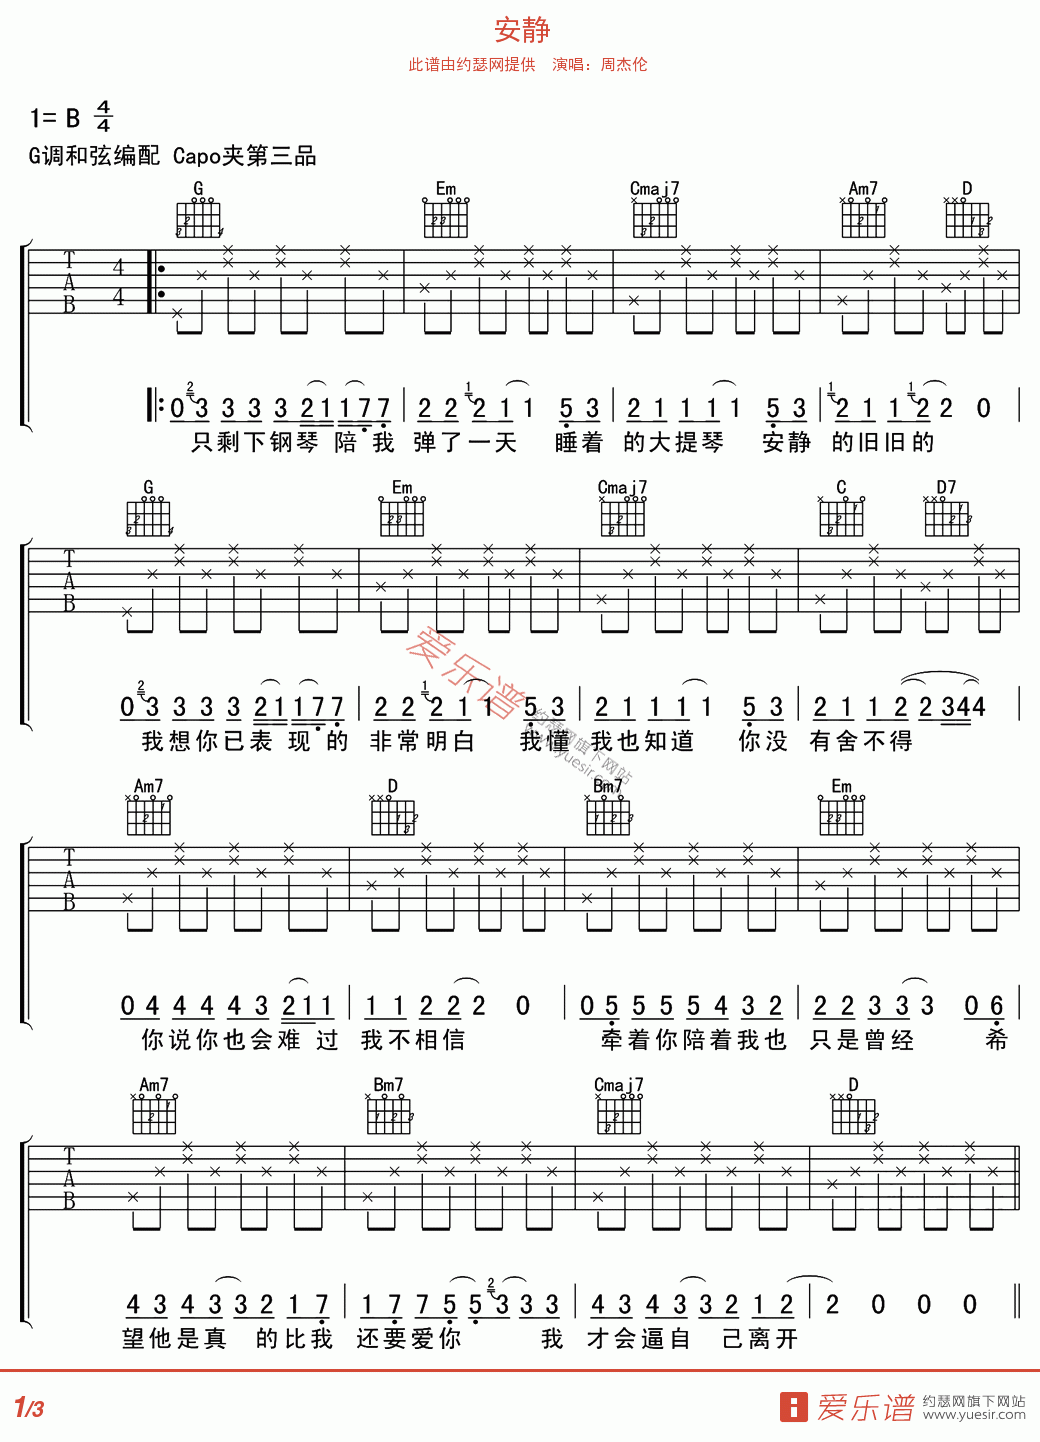 安静
此谱由约瑟网提供 演唱：周杰伦
1= B 4/4
G调和弦编配 Capo夹第三品
G Em Cmaj7 Am7 D
T A B 4 4
0 3 3 3 3 2 1 1 7 7 2 2 2 1 1 5 3 2 1 1 1 1 5 3 2 1 1 2 2 0
只剩下钢琴 陪我 弹了一天 睡着 的大提琴 安静 的旧旧的
G Em Cmaj7 C D7
T A B
0 3 3 3 3 2 1 1 7 7 2 2 2 1 1 5 3 2 1 1 1 1 5 3 2 1 1 2 2 3 4 4
我想你已表 现的 非常明白 我懂 我也知道 你没 有舍不得
爱乐谱
约瑟网旗下网站
www.yuesir.com
Am7 D Bm7 Em
T A B
0 4 4 4 4 3 2 1 1 1 1 2 2 2 0 0 5 5 5 5 4 3 2 2 2 3 3 3 0 6
你说你也会难 过 我不相信 牵着你陪着我也 只是曾经 希
Am7 Bm7 Cmaj7 D
T A B
4 3 4 3 3 2 1 7 1 7 7 5 5 3 3 3 4 3 4 3 3 2 1 2 2 0 0 0
望他是真 的比我 还要爱你 我 才会逼自 己离开
1/3
爱乐谱 约瑟网旗下网站
www.yuesir.com